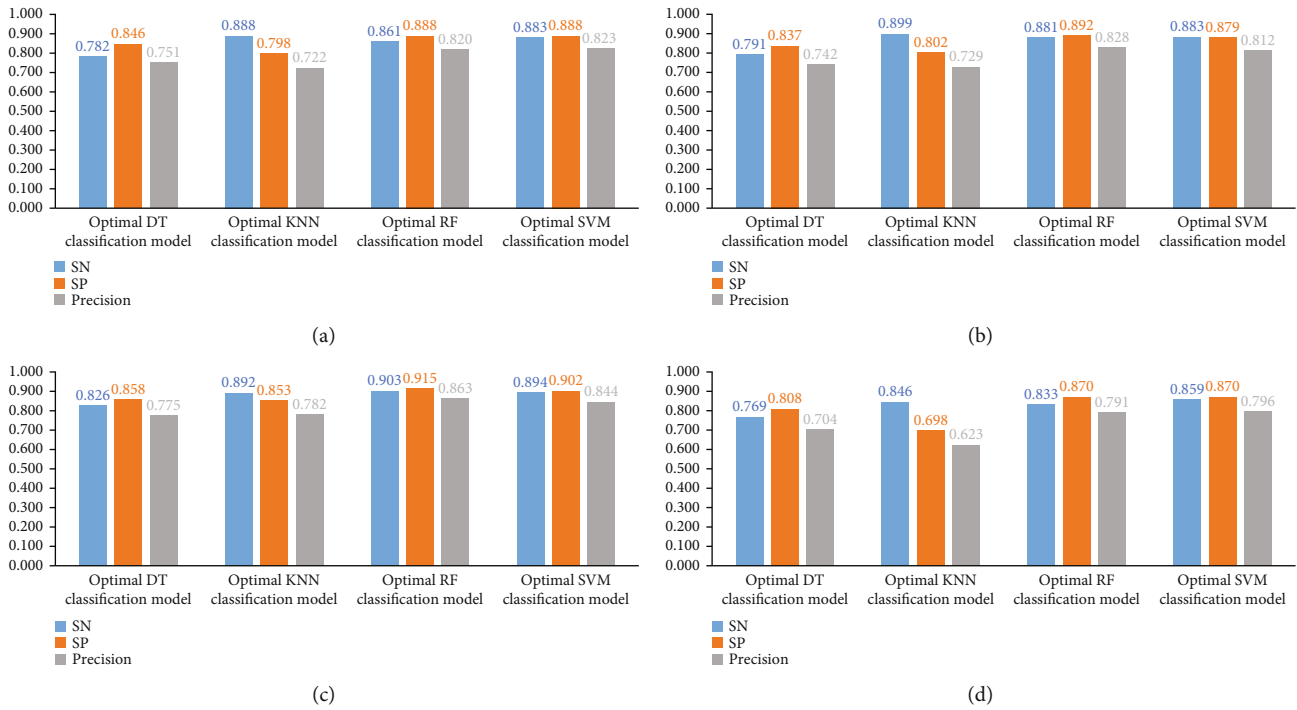 1.000
0.900
0.800
0.700
0.600
0.500
0.400
0.300
0.200
0.100
0.000
0.782
0.846
0.751
0.888
0.798
0.722
0.861
0.888
0.820
0.883
0.888
0.823
Optimal DT
classification model
Optimal KNN
classification model
Optimal RF
classification model
Optimal SVM
classification model
SN
SP
Precision
(a)
1.000
0.900
0.800
0.700
0.600
0.500
0.400
0.300
0.200
0.100
0.000
0.791
0.837
0.742
0.899
0.802
0.729
0.881
0.892
0.828
0.883
0.879
0.812
Optimal DT
classification model
Optimal KNN
classification model
Optimal RF
classification model
Optimal SVM
classification model
SN
SP
Precision
(b)
1.000
0.900
0.800
0.700
0.600
0.500
0.400
0.300
0.200
0.100
0.000
0.826
0.858
0.775
0.892
0.853
0.782
0.903
0.915
0.863
0.894
0.902
0.844
Optimal DT
classification model
Optimal KNN
classification model
Optimal RF
classification model
Optimal SVM
classification model
SN
SP
Precision
(c)
1.000
0.900
0.800
0.700
0.600
0.500
0.400
0.300
0.200
0.100
0.000
0.769
0.808
0.704
0.846
0.698
0.623
0.833
0.870
0.791
0.859
0.870
0.796
Optimal DT
classification model
Optimal KNN
classification model
Optimal RF
classification model
Optimal SVM
classification model
SN
SP
Precision
(d)